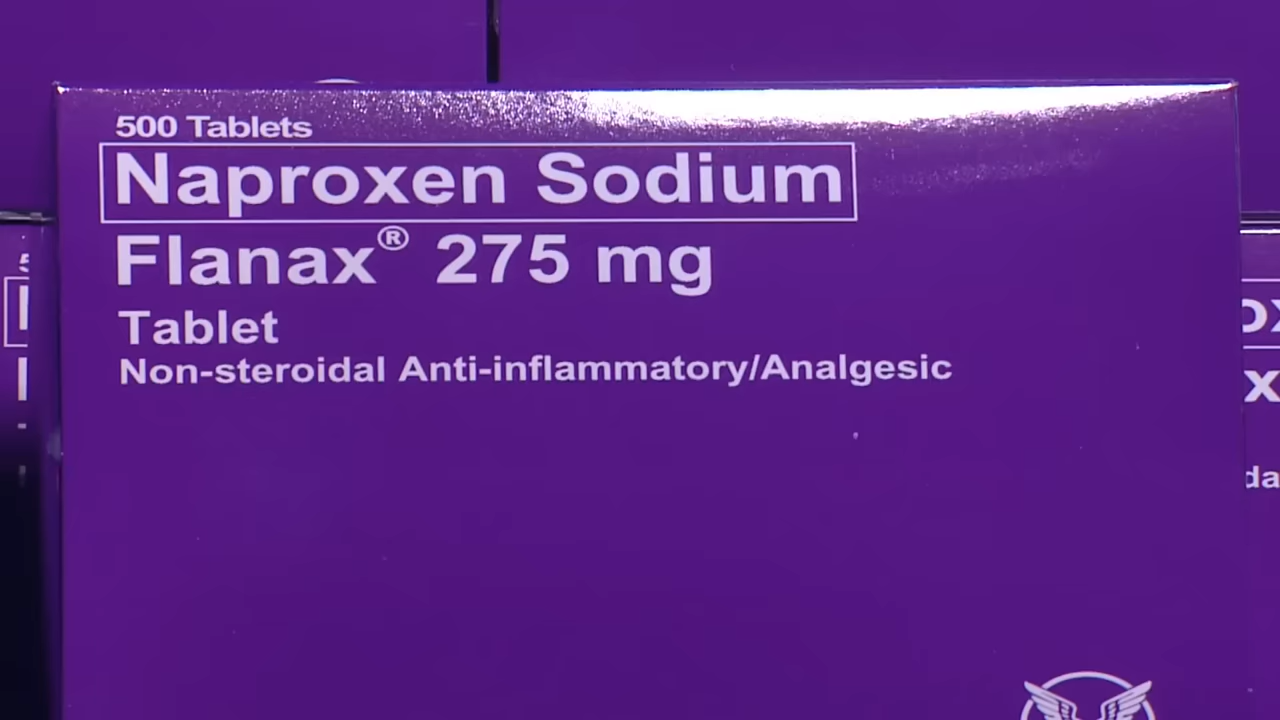 500 Tablets
Naproxen Sodium
Flanax® 275 mg
Tablet
Non-steroidal Anti-inflammatory/Analgesic